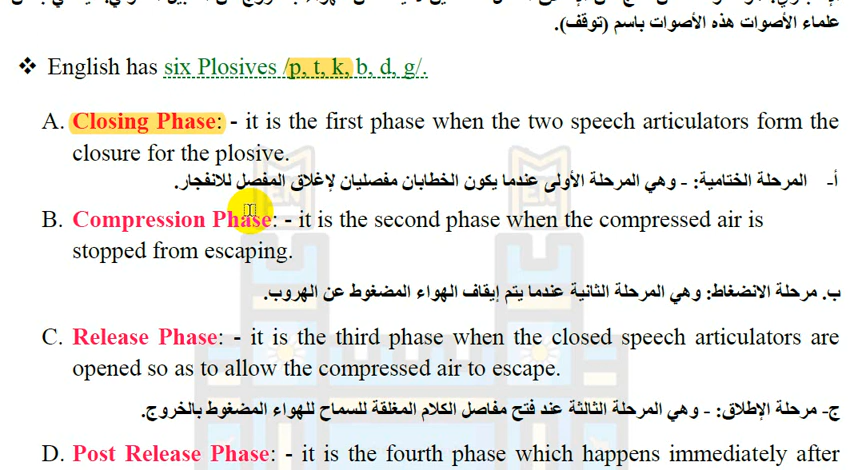 علماء الأصوات هذه الأصوات باسم (توقف).
❖ English has six Plosives /p, t, k, b, d, g/.
A. Closing Phase: - it is the first phase when the two speech articulators form the
closure for the plosive.
أ- المرحلة الختامية: - وهي المرحلة الأولى عندما يكون الخطابان مفصليان لإغلاق المفصل للانفجار.
B. Compression Phase: - it is the second phase when the compressed air is
stopped from escaping.
ب. مرحلة الانضغاط: وهي المرحلة الثانية عندما يتم إيقاف الهواء المضغوط عن الهروب.
C. Release Phase: - it is the third phase when the closed speech articulators are
opened so as to allow the compressed air to escape.
ج- مرحلة الإطلاق: - وهي المرحلة الثالثة عند فتح مفاصل الكلام المغلقة للسماح للهواء المضغوط بالخروج.
D. Post Release Phase: - it is the fourth phase which happens immediately after